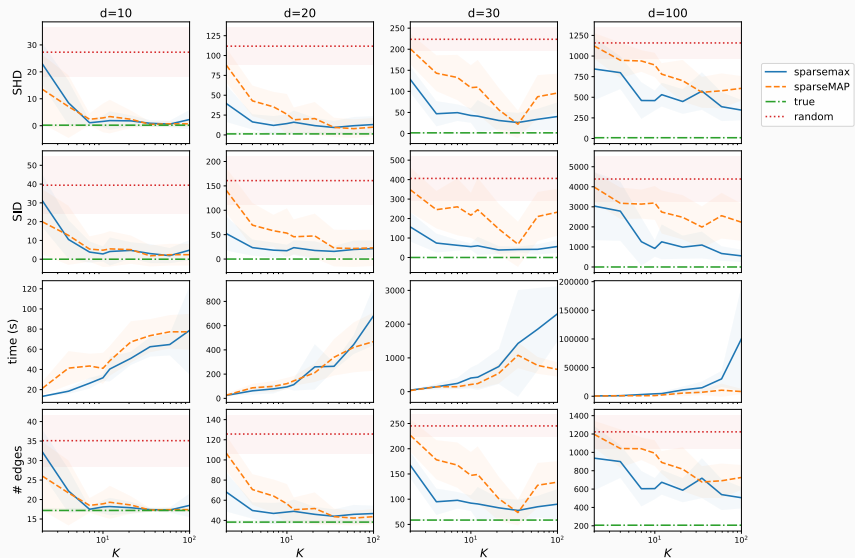 d=10 d=20 d=30 d=100
SHD
30 20 10 0
125 100 75 50 25 0
250 200 150 100 50 0
1250 1000 750 500 250 0
sparsemax
sparseMAP
true
random
SID
50 40 30 20 10 0
200 150 100 50 0
500 400 300 200 100 0
5000 4000 3000 2000 1000 0
time (s)
120 100 80 60 40 20
800 600 400 200 0
3000 2000 1000 0
200000 150000 100000 50000 0
# edges
40 35 30 25 20 15
140 120 100 80 60 40
250 200 150 100 50
1400 1200 1000 800 600 400 200
10¹ 10² 10¹ 10² 10¹ 10² 10¹ 10²
K K K K